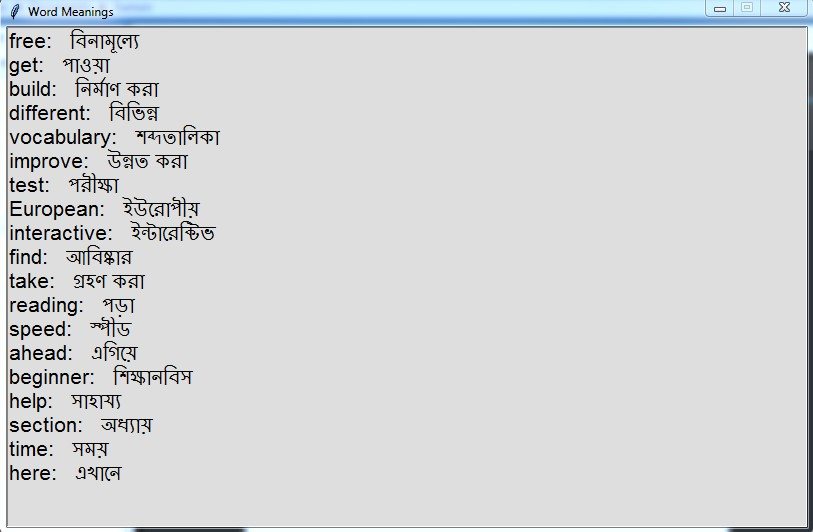 Word Meanings
free: বিনামূল্যে
get: পাওয়া
build: নির্মাণ করা
different: বিভিন্ন
vocabulary: শব্দতালিকা
improve: উন্নত করা
test: পরীক্ষা
European: ইউরোপীয়
interactive: ইন্টারেক্টিভ
find: আবিষ্কার
take: গ্রহণ করা
reading: পড়া
speed: স্পীড
ahead: এগিয়ে
beginner: শিক্ষানবিস
help: সাহায্য
section: অধ্যায়
time: সময়
here: এখানে